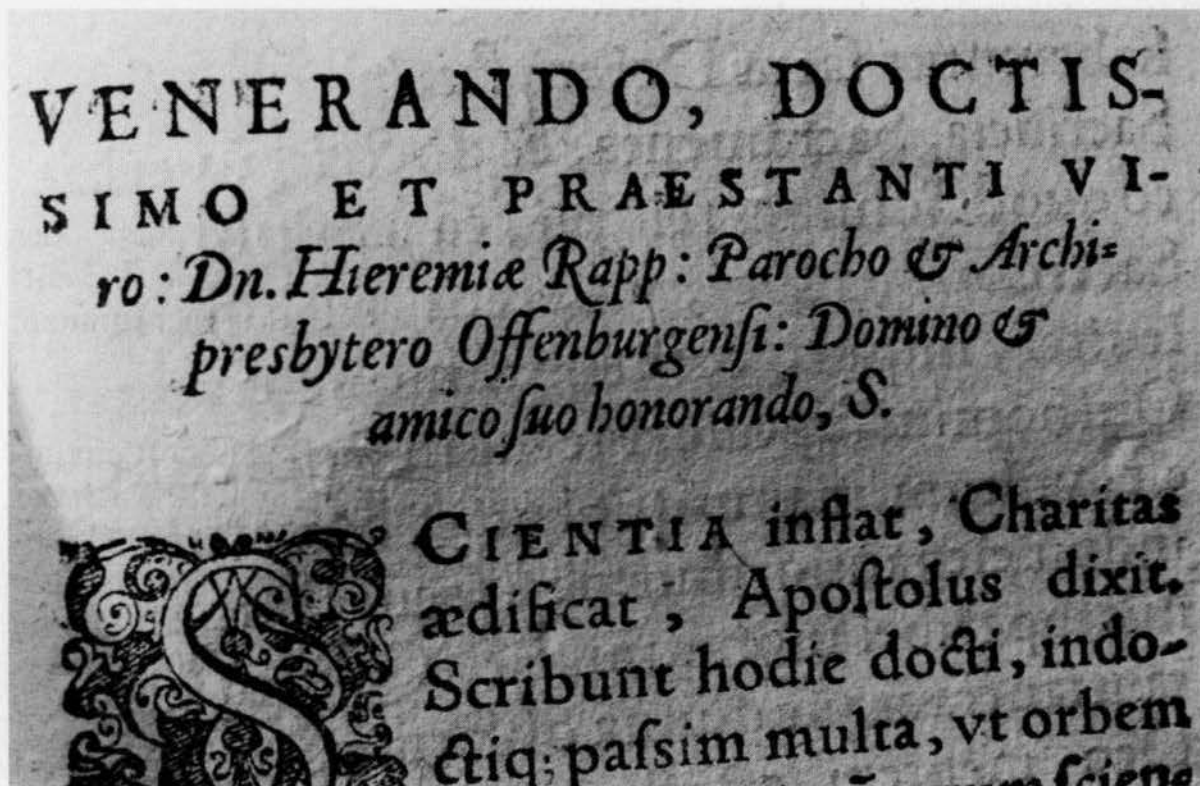 VENERANDO, DOCTIS-
SIMO ET PRAESTANTI VI-
ro: Dn. Hieremiæ Rapp: Parocho & Archi-
presbytero Offenburgenſi: Domino &
amico ſuo honorando, S.
SCIENTIA inflat, Charitas
ædificat, Apoſtolus dixit.
Scribunt hodie docti, indo-
ctiq; paſsim multa, vt orbem